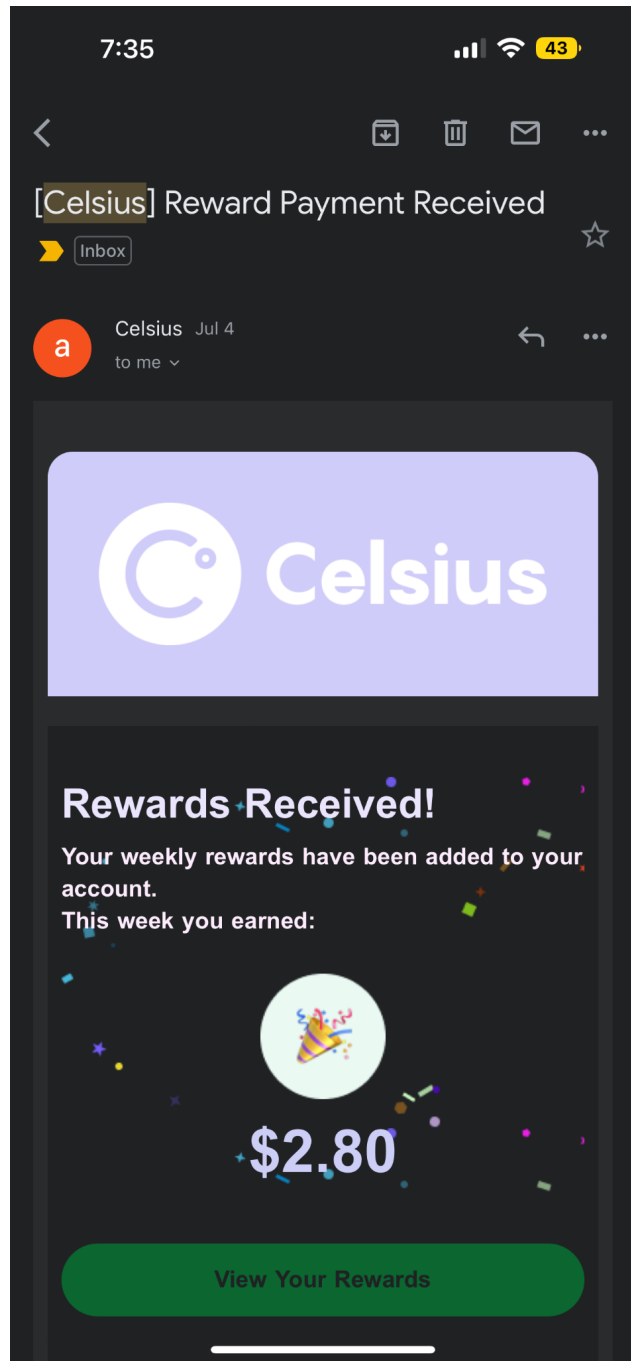 7:35
43
[Celsius] Reward Payment Received
Inbox
a
Celsius Jul 4
to me
Celsius
Rewards Received!
Your weekly rewards have been added to your
account.
This week you earned:
$2.80
View Your Rewards